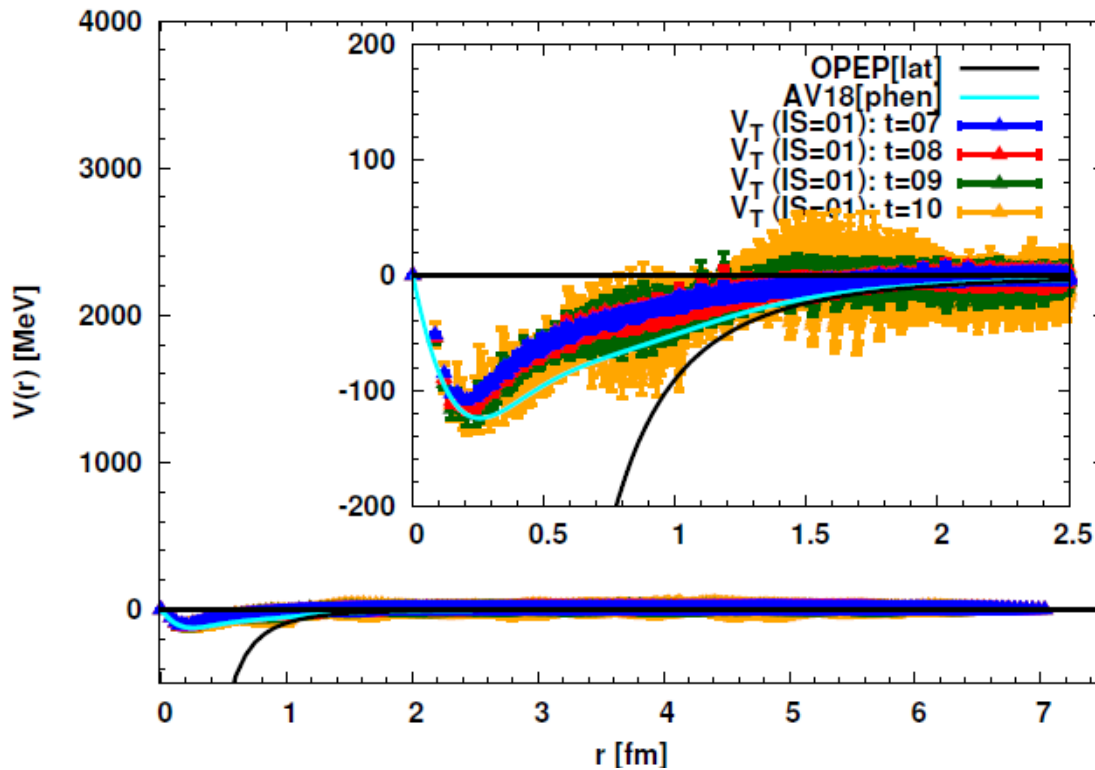 4000
3000
2000
1000
0
V(r) [MeV]
200
100
0
-100
-200
OPEP[lat]
AV18[phen]
V_T (IS=01): t=07
V_T (IS=01): t=08
V_T (IS=01): t=09
V_T (IS=01): t=10
0 0.5 1 1.5 2 2.5
0 1 2 3 4 5 6 7
r [fm]